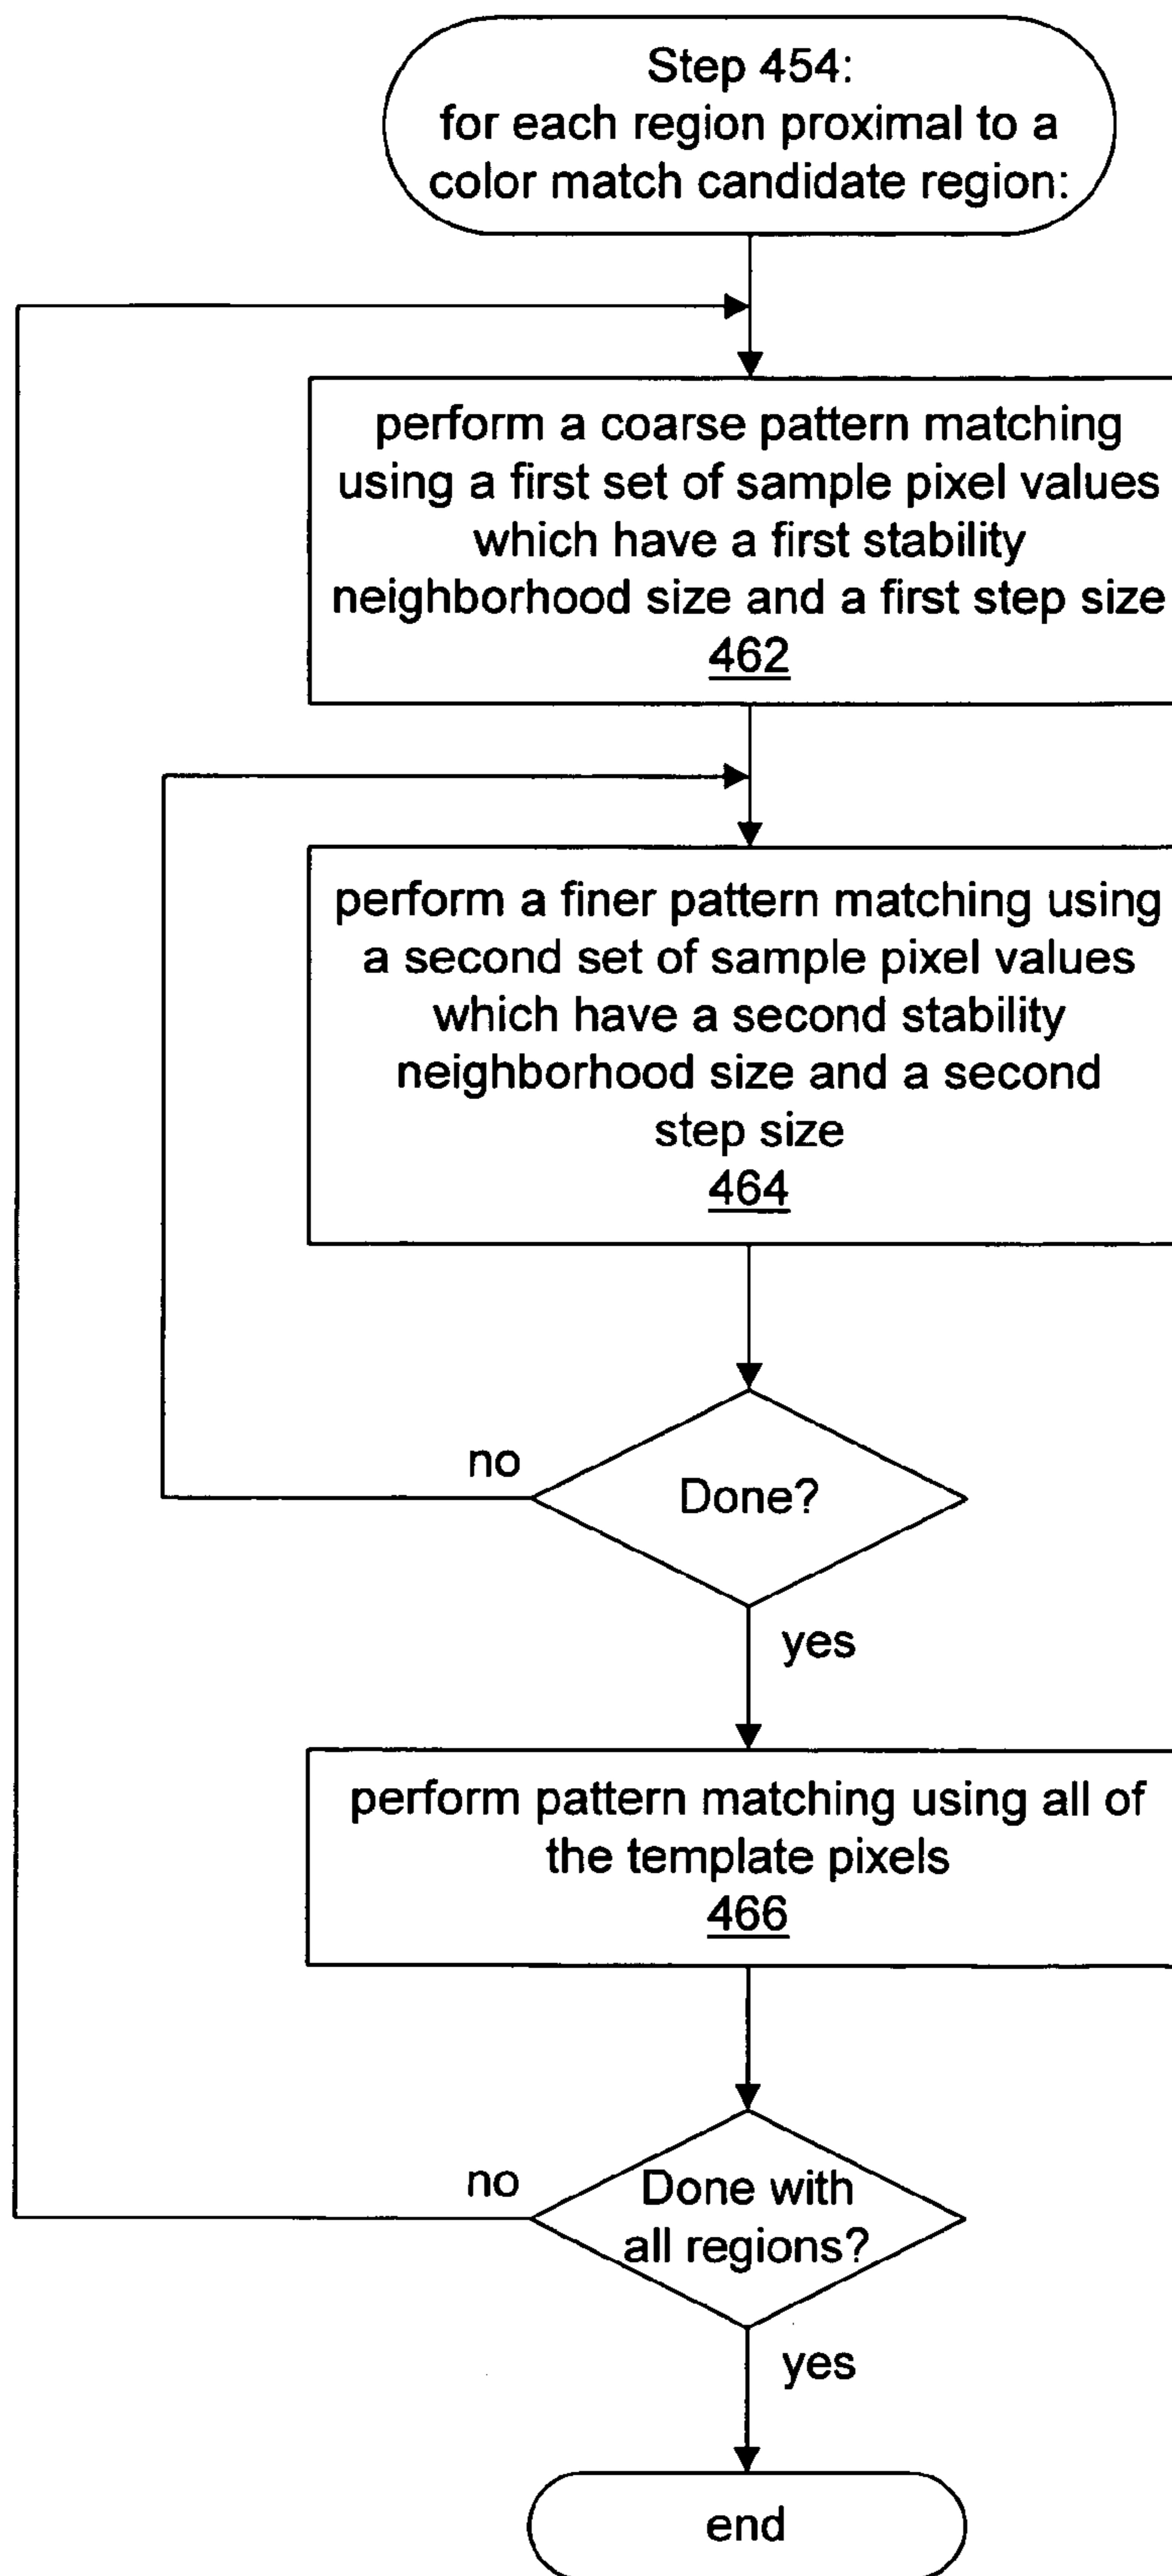 Step 454:
for each region proximal to a
color match candidate region:
perform a coarse pattern matching
using a first set of sample pixel values
which have a first stability
neighborhood size and a first step size
462
perform a finer pattern matching using
a second set of sample pixel values
which have a second stability
neighborhood size and a second
step size
464
no
Done?
yes
perform pattern matching using all of
the template pixels
466
no
Done with
all regions?
yes
end